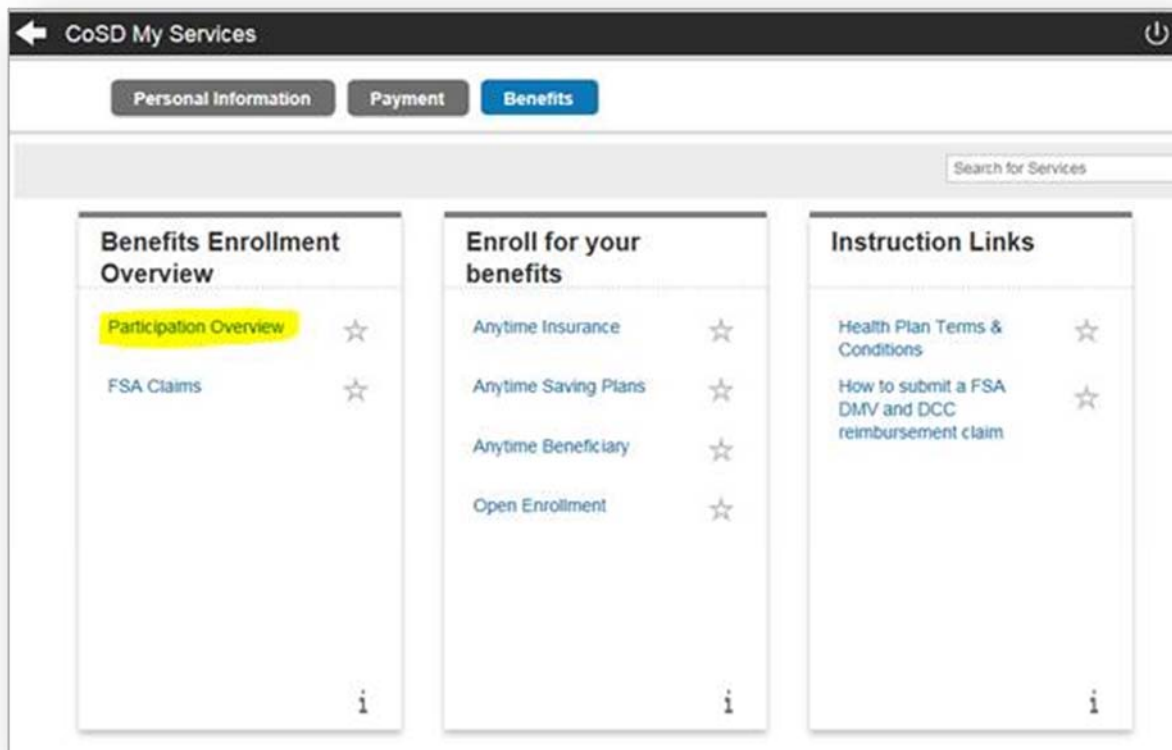 CoSD My Services
Personal Information Payment Benefits
Search for Services
Benefits Enrollment
Overview
Participation Overview
FSA Claims
i
Enroll for your
benefits
Anytime Insurance
Anytime Saving Plans
Anytime Beneficiary
Open Enrollment
i
Instruction Links
Health Plan Terms &
Conditions
How to submit a FSA
DMV and DCC
reimbursement claim
i